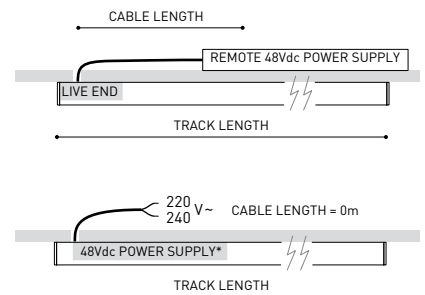 CABLE LENGTH
REMOTE 48Vdc POWER SUPPLY
LIVE END
TRACK LENGTH
220
240 V~ CABLE LENGTH = 0m
48Vdc POWER SUPPLY*
TRACK LENGTH